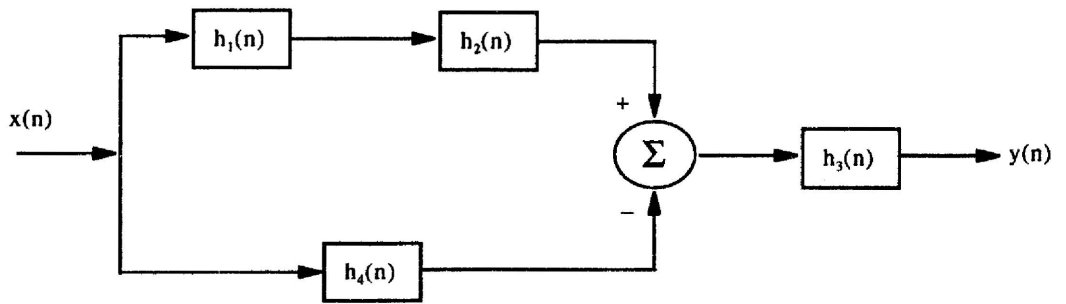 h₁(n)
h₂(n)
x(n)
+
Σ
h₃(n)
y(n)
−
h₄(n)